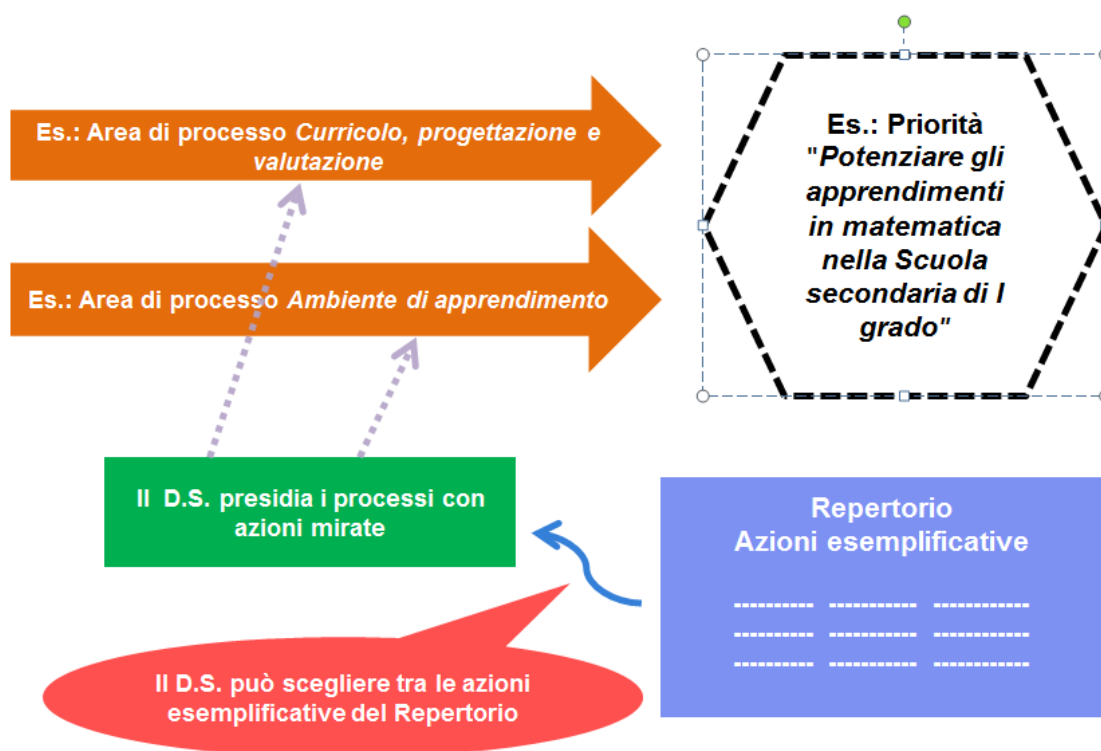 Es.: Area di processo Curricolo, progettazione e
valutazione
Es.: Priorità
"Potenziare gli
apprendimenti
in matematica
nella Scuola
secondaria di I
grado"
Es.: Area di processo Ambiente di apprendimento
Il  D.S. presidia i processi con
azioni mirate
Repertorio
Azioni esemplificative
---------- ----------- ------------
---------- ----------- ------------
---------- ----------- ------------
Il D.S. può scegliere tra le azioni
esemplificative del Repertorio